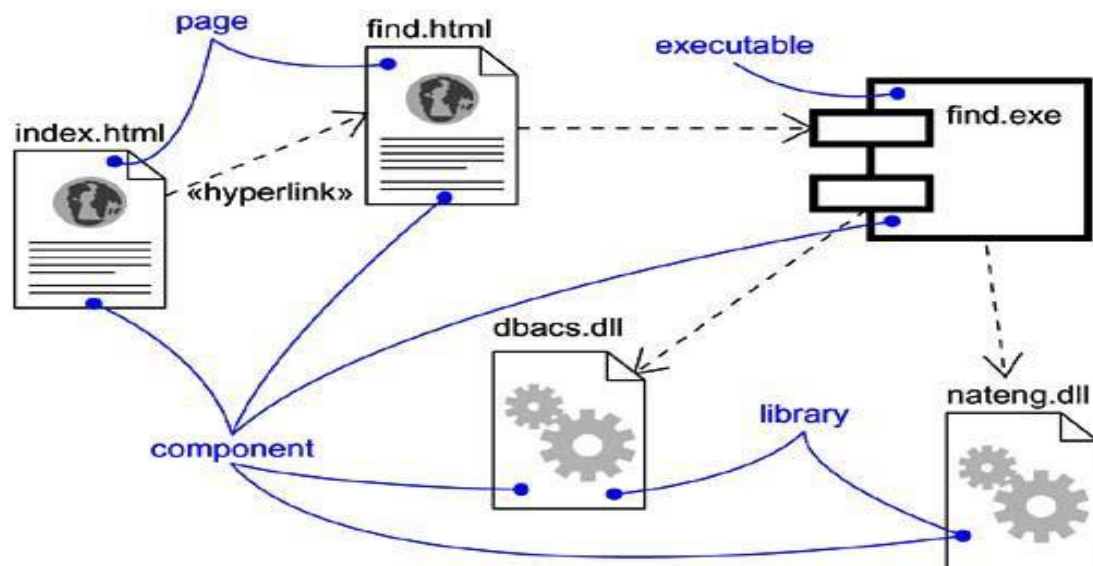 page
find.html
executable
index.html
find.exe
«hyperlink»
dbacs.dll
nateng.dll
library
component